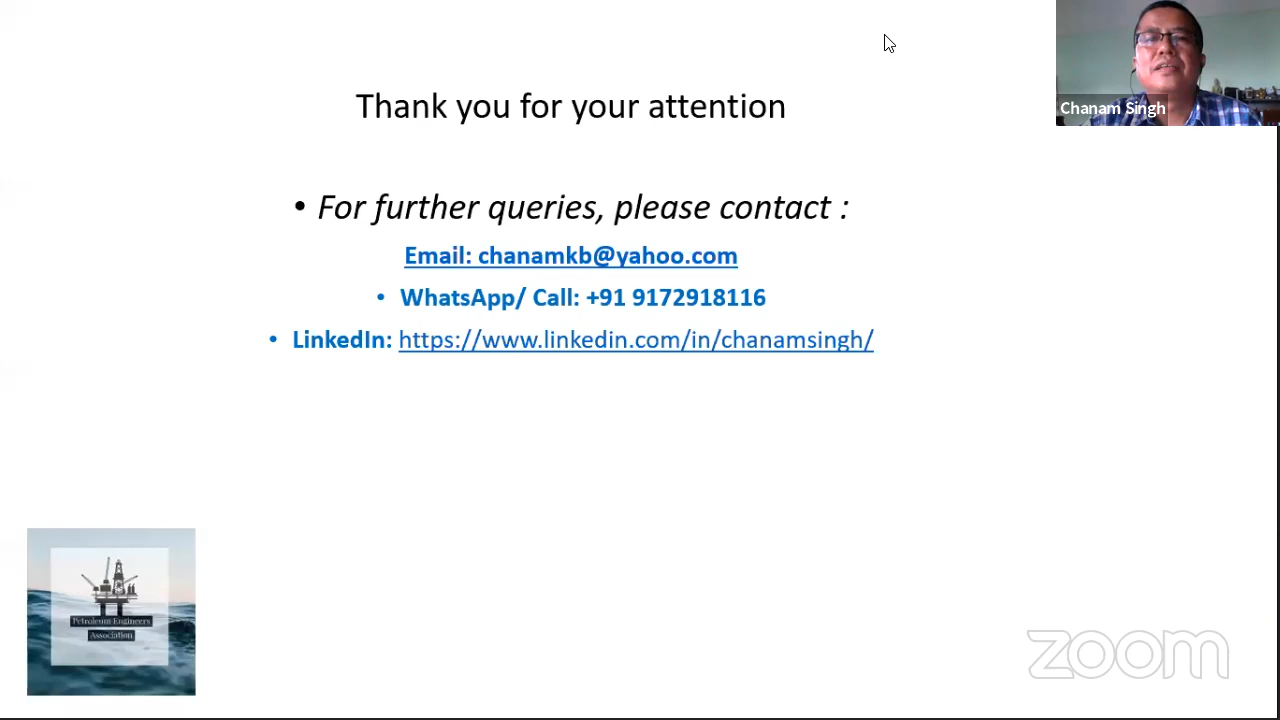 Chanam Singh
Thank you for your attention
• For further queries, please contact :
Email: chanamkb@yahoo.com
• WhatsApp/ Call: +91 9172918116
• LinkedIn: https://www.linkedin.com/in/chanamsingh/
Petroleum Engineers
Association
zoom